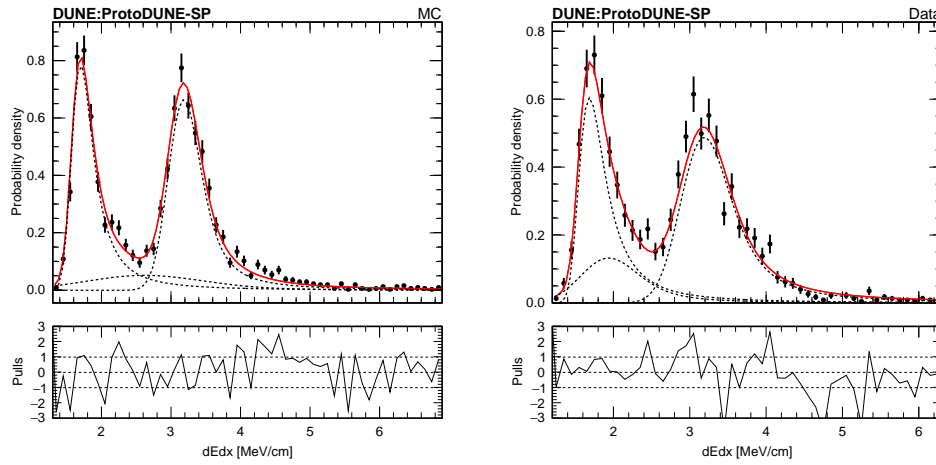 DUNE:ProtoDUNE-SP MC
Probability density
0.8
0.6
0.4
0.2
0.0
Pulls
3
2
1
0
−1
−2
−3
2 3 4 5 6
dEdx [MeV/cm]
DUNE:ProtoDUNE-SP Data
Probability density
0.8
0.6
0.4
0.2
0.0
Pulls
3
2
1
0
−1
−2
−3
2 3 4 5 6
dEdx [MeV/cm]